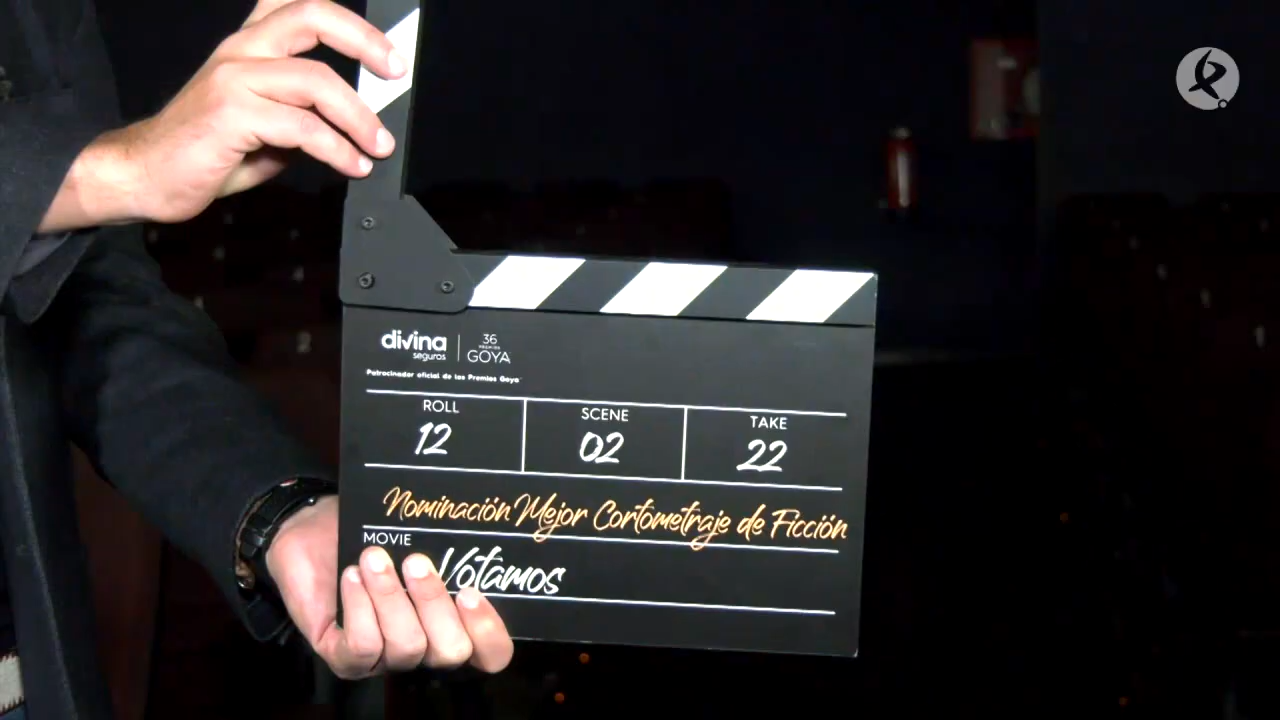 divina
seguros
36
PREMIOS
GOYA
Patrocinador oficial de los Premios Goya
ROLL
SCENE
TAKE
12
02
22
Nominación Mejor Cortometraje de Ficción
MOVIE
Votamos